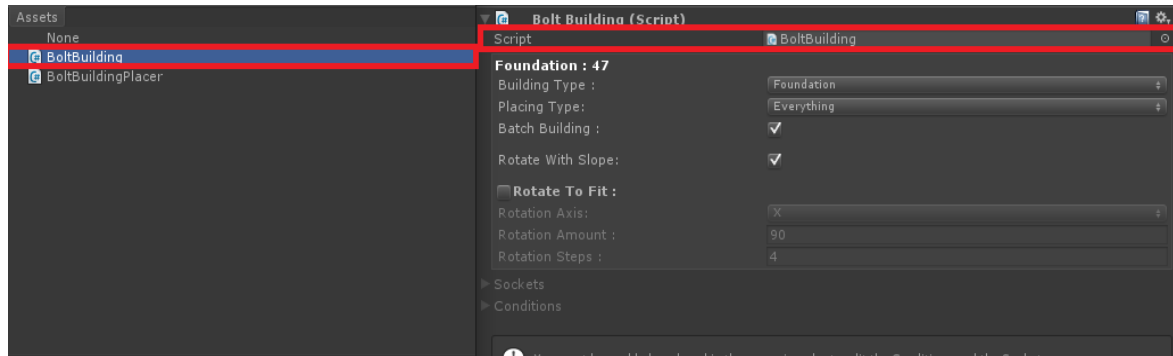 Assets
None
BoltBuilding
BoltBuildingPlacer
Bolt Building (Script)
Script BoltBuilding
Foundation : 47
Building Type : Foundation
Placing Type: Everything
Batch Building :
Rotate With Slope:
Rotate To Fit :
Rotation Axis: X
Rotation Amount : 90
Rotation Steps : 4
Sockets
Conditions